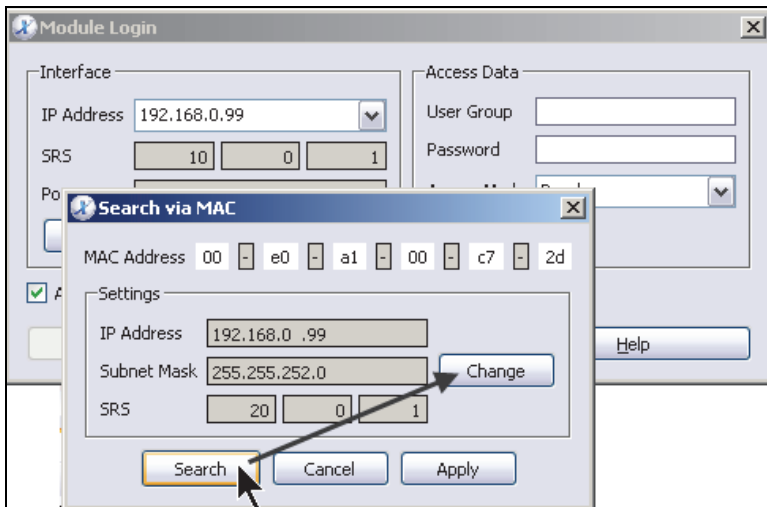 Module Login
Interface
IP Address 192.168.0.99
SRS 10 0 1
Po
Access Data
User Group
Password
Search via MAC
MAC Address 00 - e0 - a1 - 00 - c7 - 2d
Settings
IP Address 192.168.0 .99
Subnet Mask 255.255.252.0
Change
SRS 20 0 1
Search Cancel Apply
Help